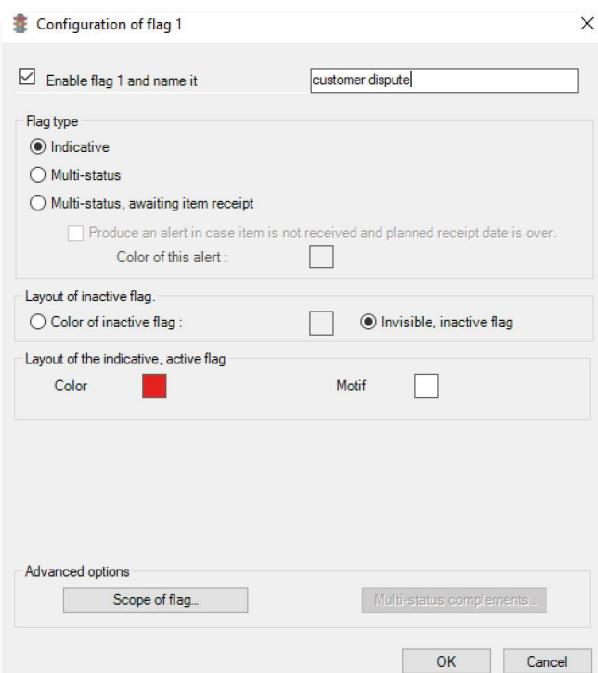 Configuration of flag 1
Enable flag 1 and name it customer dispute
Flag type
Indicative
Multi-status
Multi-status, awaiting item receipt
Produce an alert in case item is not received and planned receipt date is over.
Color of this alert :
Layout of inactive flag.
Color of inactive flag : Invisible, inactive flag
Layout of the indicative, active flag
Color Motif
Advanced options
Scope of flag... Multi-status complements...
OK Cancel